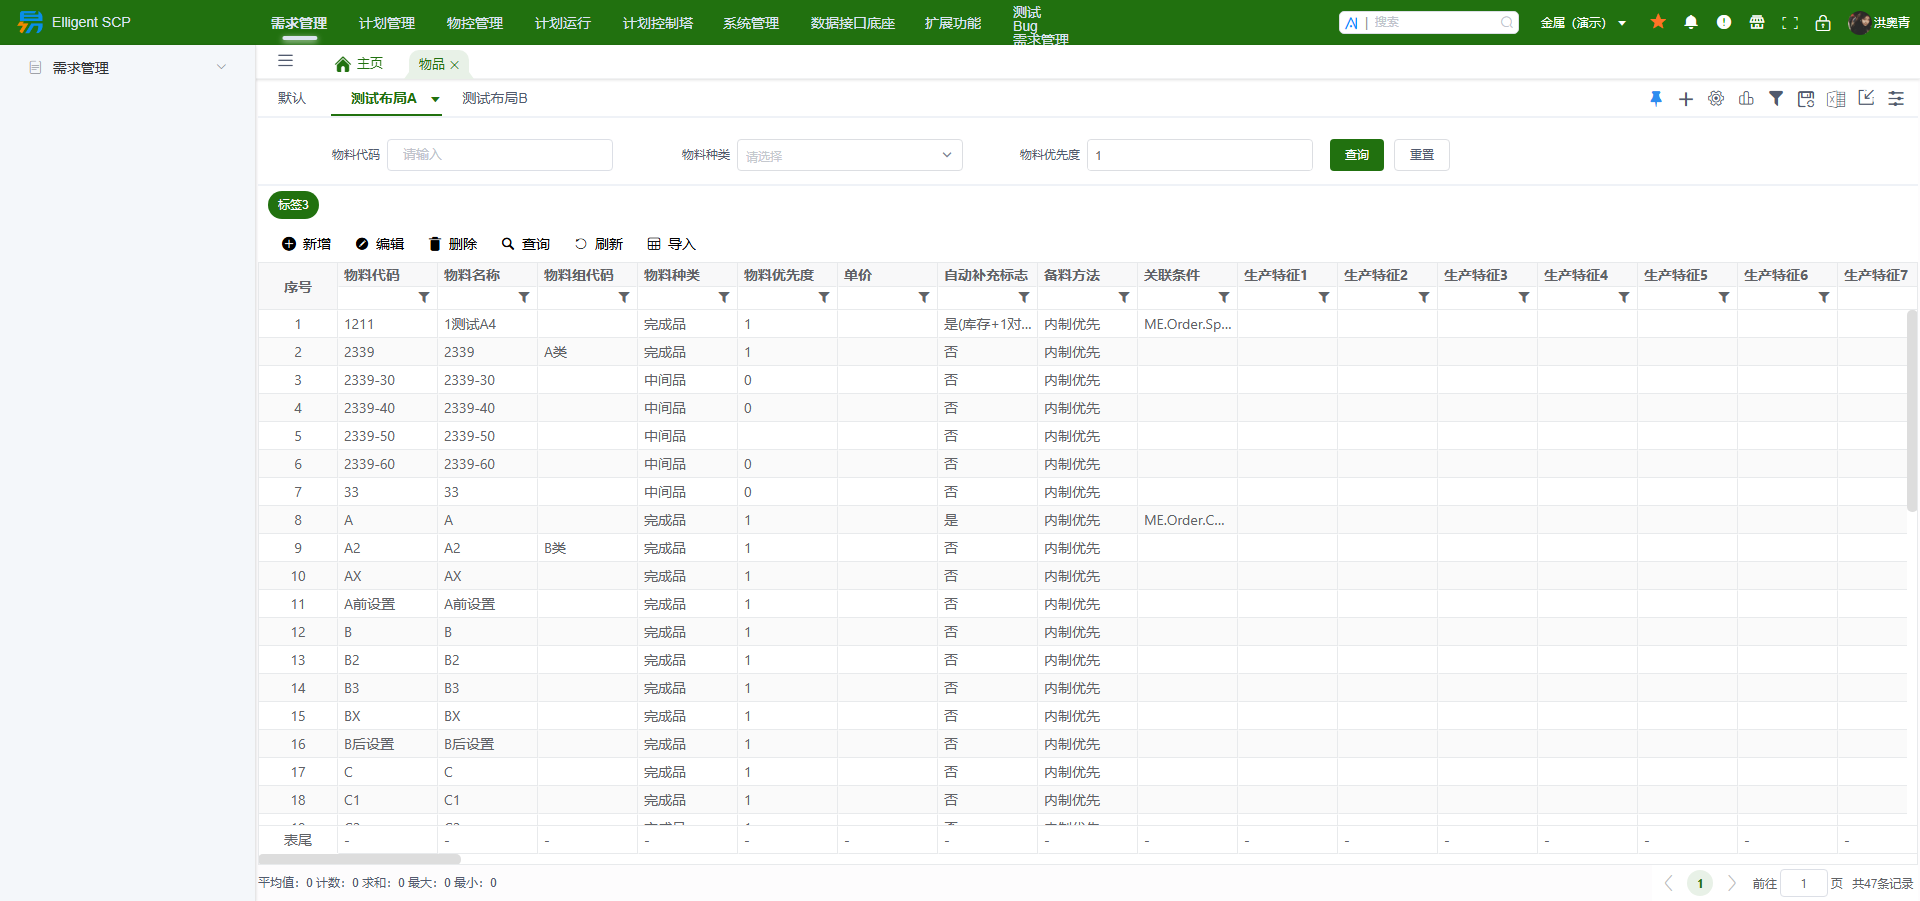 Elligent SCP 需求管理 计划管理 物控管理 计划运行 计划控制塔 系统管理 数据接口底座 扩展功能 测试 Bug 需求管理 AI | 搜索 金属（演示） 洪奥青
需求管理
主页 物品
默认 测试布局A 测试布局B
物料代码 请输入 物料种类 请选择 物料优先度 1 查询 重置
标签3
新增 编辑 删除 查询 刷新 导入
序号 物料代码 物料名称 物料组代码 物料种类 物料优先度 单价 自动补充标志 备料方法 关联条件 生产特征1 生产特征2 生产特征3 生产特征4 生产特征5 生产特征6 生产特征7
1 1211 1测试A4 完成品 1 是(库存+1对... 内制优先 ME.Order.Sp...
2 2339 2339 A类 完成品 1 否 内制优先
3 2339-30 2339-30 中间品 0 否 内制优先
4 2339-40 2339-40 中间品 0 否 内制优先
5 2339-50 2339-50 中间品 否 内制优先
6 2339-60 2339-60 中间品 0 否 内制优先
7 33 33 中间品 0 否 内制优先
8 A A 完成品 1 是 内制优先 ME.Order.C...
9 A2 A2 B类 完成品 1 否 内制优先
10 AX AX 完成品 1 否 内制优先
11 A前设置 A前设置 完成品 1 否 内制优先
12 B B 完成品 1 否 内制优先
13 B2 B2 完成品 1 否 内制优先
14 B3 B3 完成品 1 否 内制优先
15 BX BX 完成品 1 否 内制优先
16 B后设置 B后设置 完成品 1 否 内制优先
17 C C 完成品 1 否 内制优先
18 C1 C1 完成品 1 否 内制优先
表尾 - - - - - - - - - - - - - - - -
平均值：0 计数：0 求和：0 最大：0 最小：0 1 前往 1 页 共47条记录